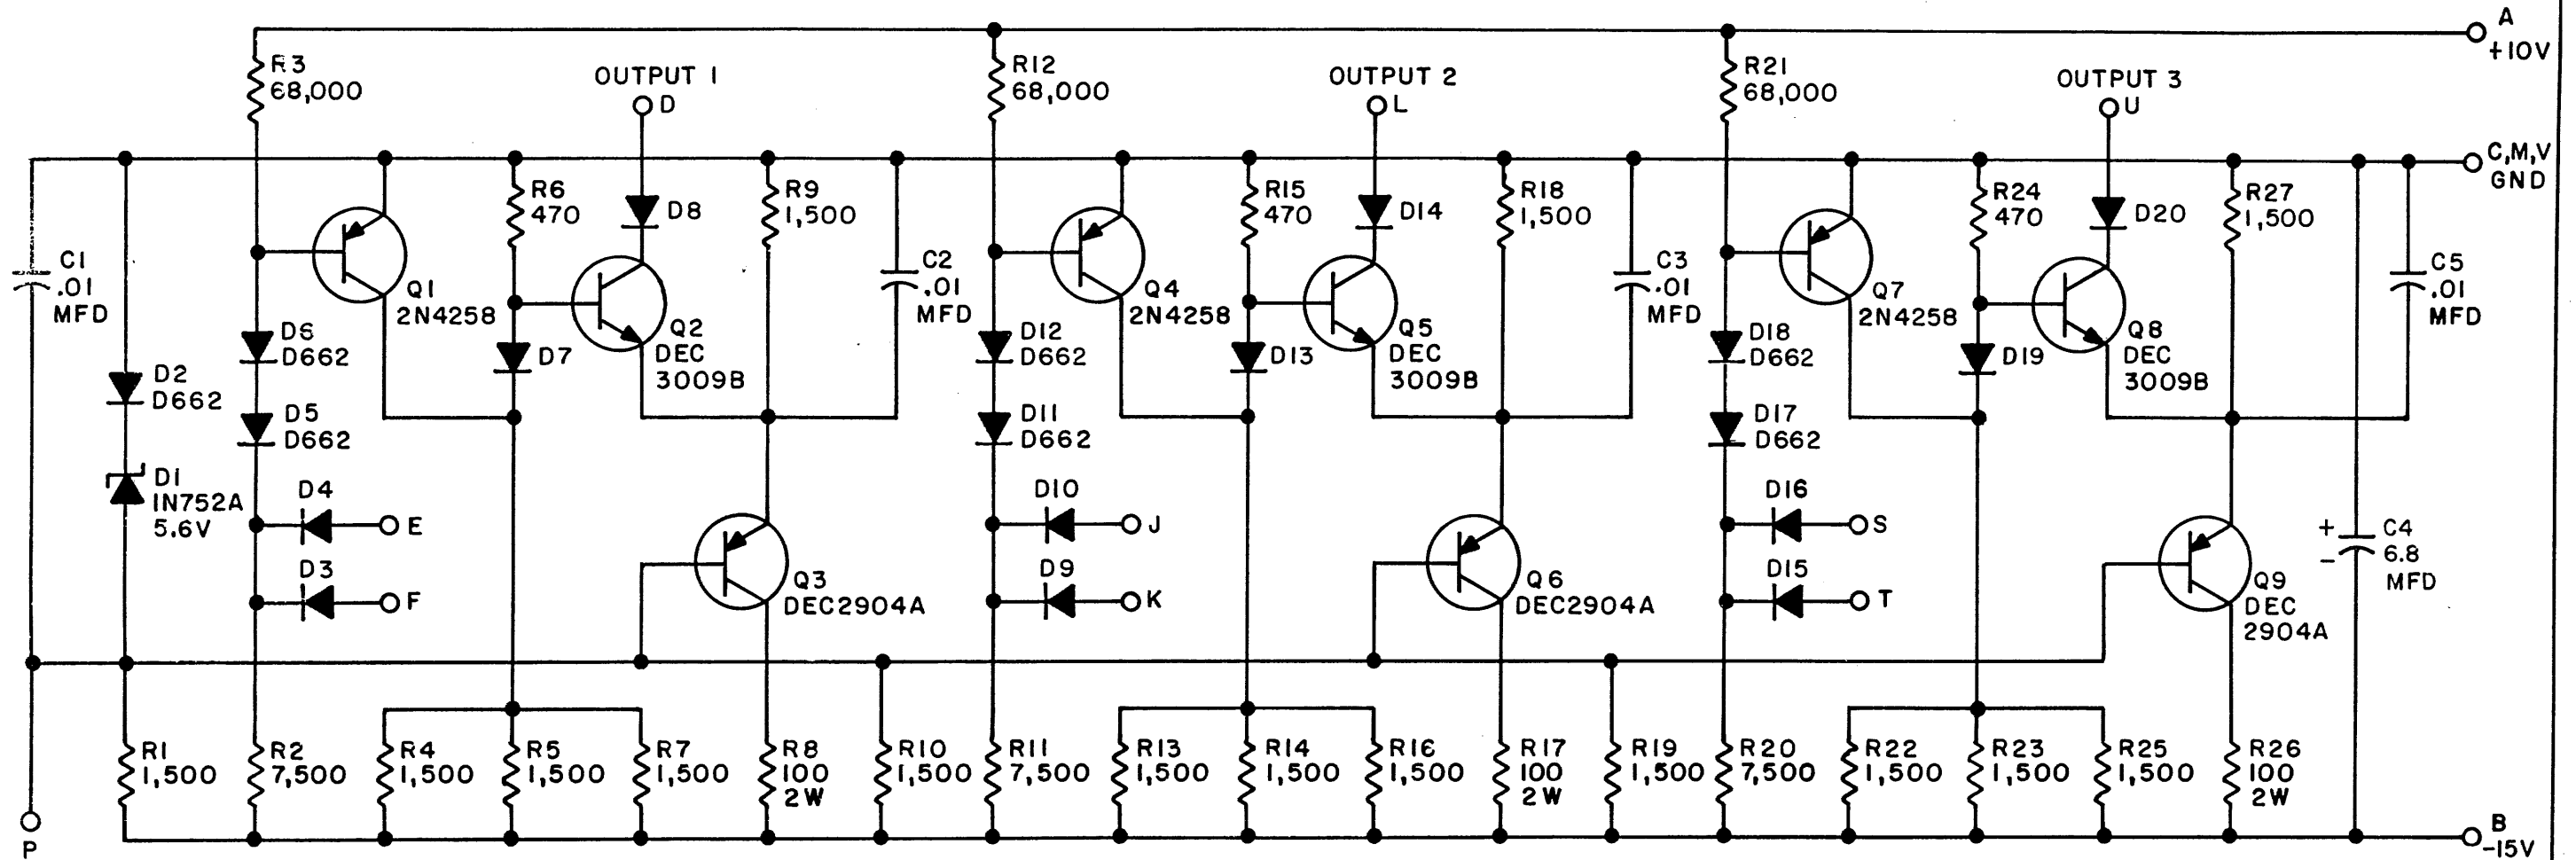 A
+10V
R3
68,000
OUTPUT 1
D
R12
68,000
OUTPUT 2
L
R21
68,000
OUTPUT 3
U
C,M,V
GND
R6
470
D8
R9
1,500
R15
470
D14
R18
1,500
R24
470
D20
R27
1,500
C1
.01
MFD
Q1
2N4258
C2
.01
MFD
Q4
2N4258
C3
.01
MFD
Q7
2N4258
C5
.01
MFD
D6
D662
D7
Q2
DEC
3009B
D12
D662
D13
Q5
DEC
3009B
D18
D662
D19
Q8
DEC
3009B
D2
D662
D5
D662
D11
D662
D17
D662
D1
IN752A
5.6V
D4
E
D10
J
D16
S
+
-
C4
6.8
MFD
D3
F
Q3
DEC2904A
D9
K
Q6
DEC2904A
D15
T
Q9
DEC
2904A
R1
1,500
R2
7,500
R4
1,500
R5
1,500
R7
1,500
R8
100
2W
R10
1,500
R11
7,500
R13
1,500
R14
1,500
R16
1,500
R17
100
2W
R19
1,500
R20
7,500
R22
1,500
R23
1,500
R25
1,500
R26
100
2W
P
B
-15V